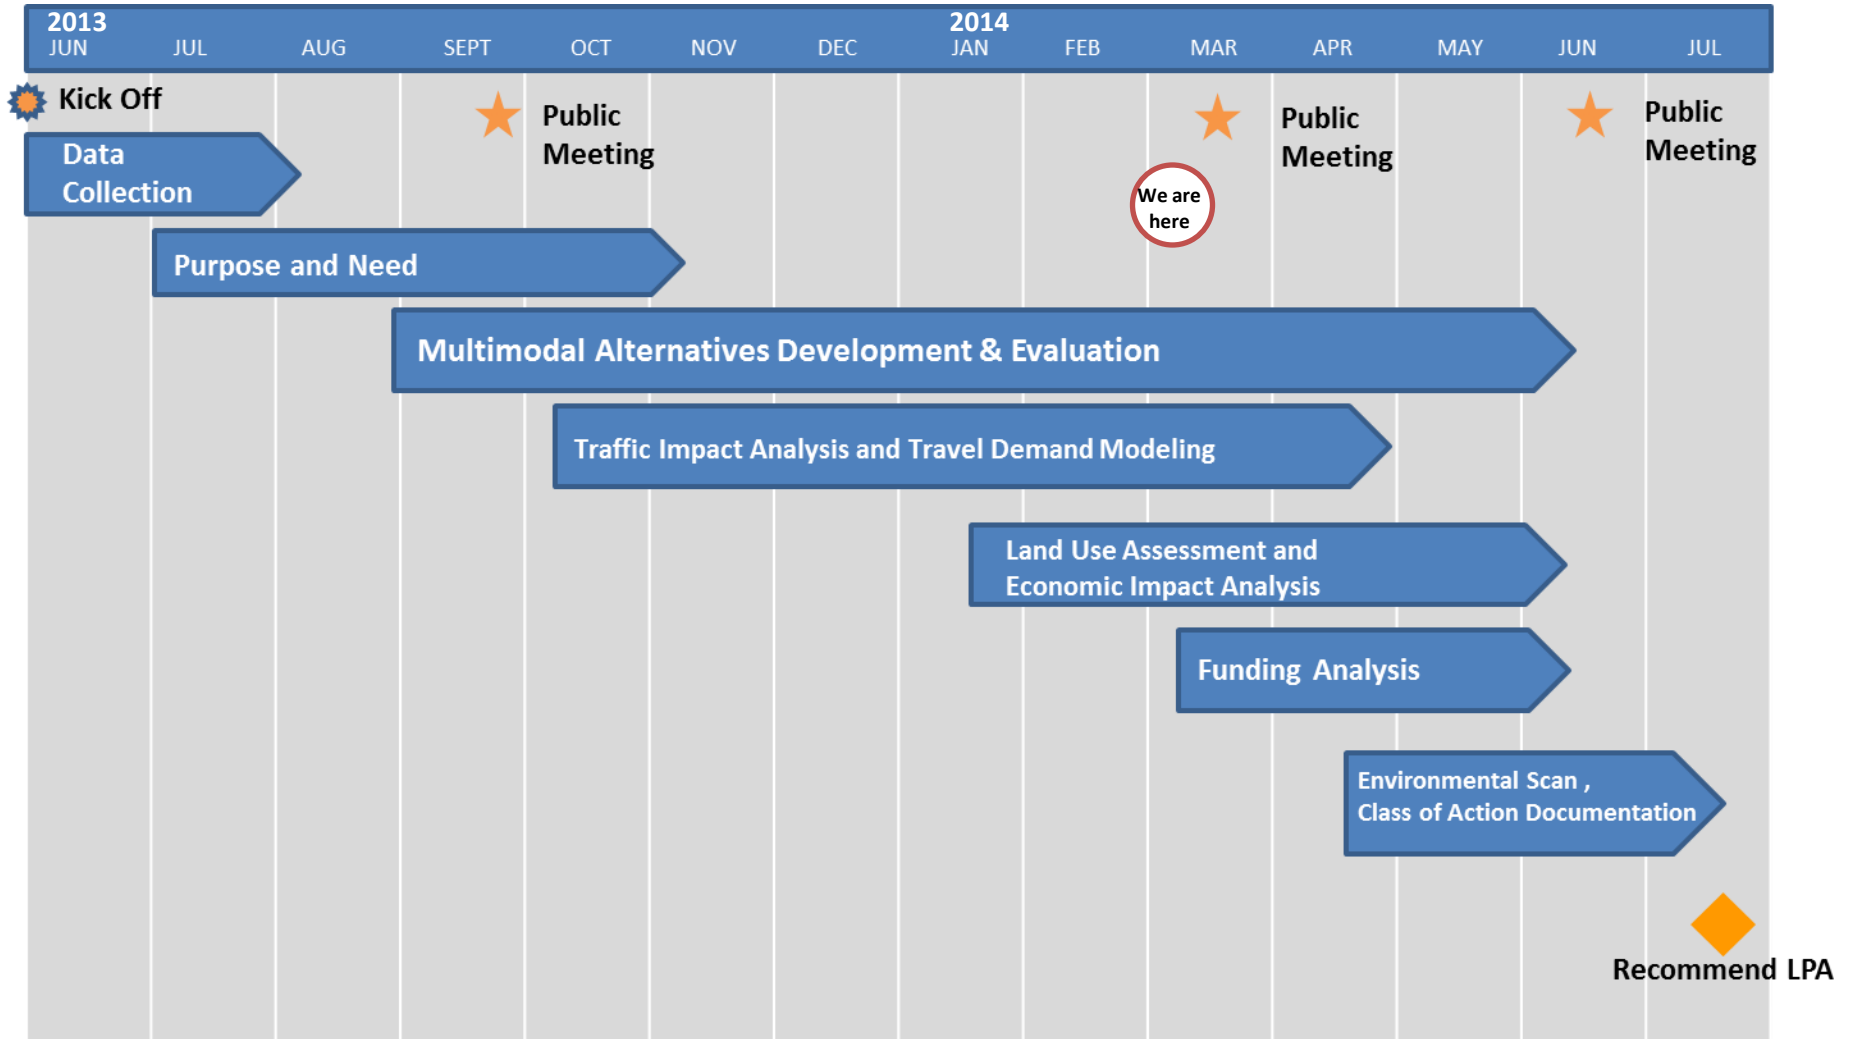 2013
2014
JUN JUL AUG SEPT OCT NOV DEC JAN FEB MAR APR MAY JUN JUL
Kick Off
Public
Meeting
Public
Meeting
Public
Meeting
Data
Collection
We are
here
Purpose and Need
Multimodal Alternatives Development & Evaluation
Traffic Impact Analysis and Travel Demand Modeling
Land Use Assessment and
Economic Impact Analysis
Funding Analysis
Environmental Scan ,
Class of Action Documentation
Recommend LPA